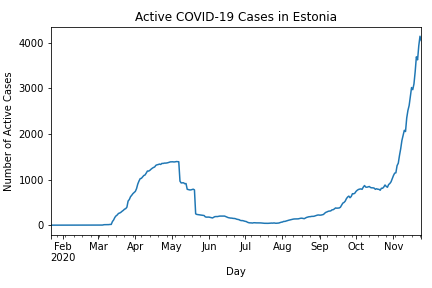 Active COVID-19 Cases in Estonia
Number of Active Cases
4000
3000
2000
1000
0
Feb Mar Apr May Jun Jul Aug Sep Oct Nov
2020
Day